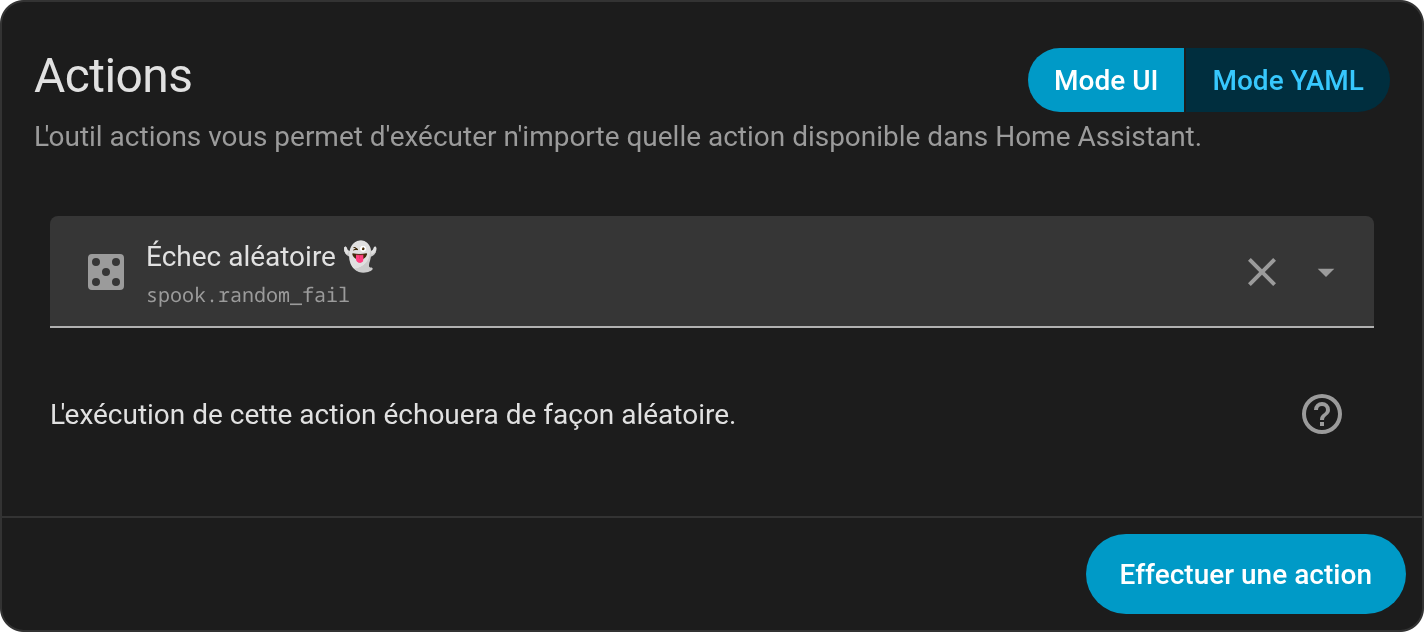 Actions
Mode UI
Mode YAML
L'outil actions vous permet d'exécuter n'importe quelle action disponible dans Home Assistant.
Échec aléatoire 👻
spook.random_fail
L'exécution de cette action échouera de façon aléatoire.
Effectuer une action